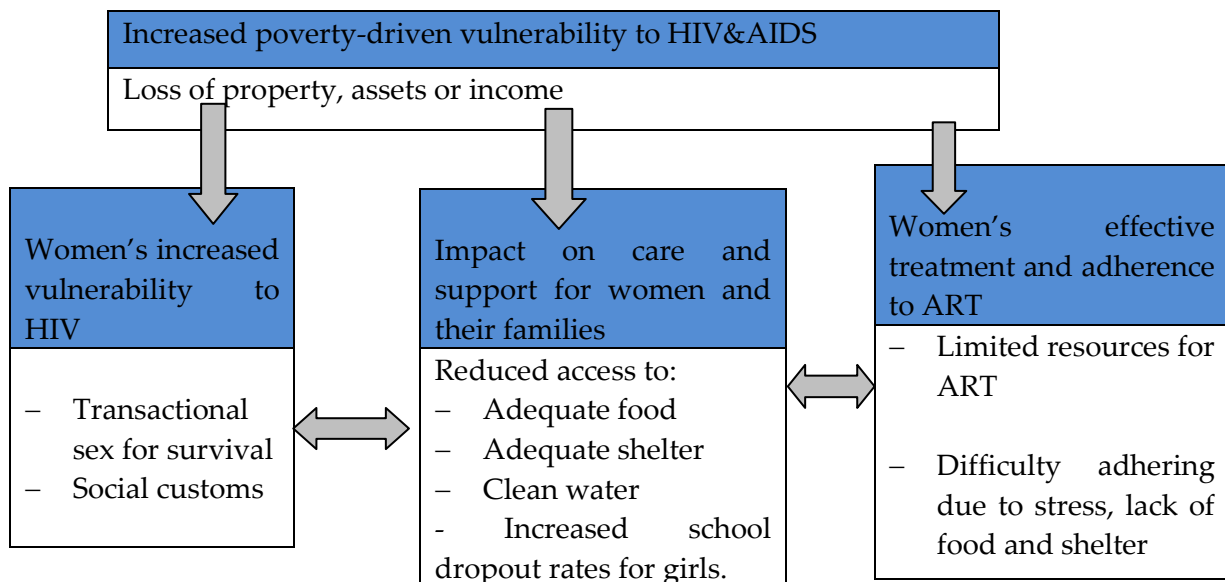 Increased poverty-driven vulnerability to HIV&AIDS
Loss of property, assets or income
Women’s increased
vulnerability to
HIV
– Transactional
sex for survival
– Social customs
Impact on care and
support for women and
their families
Reduced access to:
– Adequate food
– Adequate shelter
– Clean water
- Increased school
dropout rates for girls.
Women’s effective
treatment and adherence
to ART
– Limited resources for
ART
– Difficulty adhering
due to stress, lack of
food and shelter